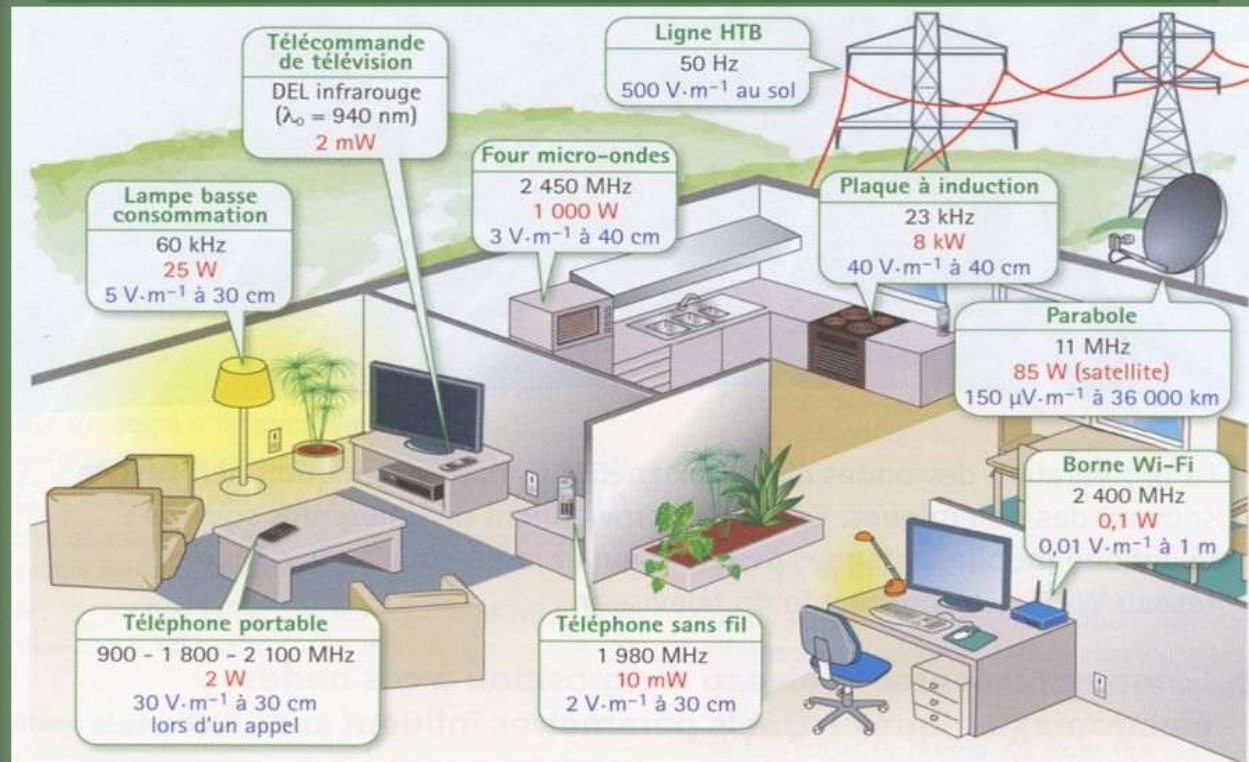 Télécommande
de télévision
DEL infrarouge
(λ₀ = 940 nm)
2 mW
Ligne HTB
50 Hz
500 V·m⁻¹ au sol
Lampe basse
consommation
60 kHz
25 W
5 V·m⁻¹ à 30 cm
Four micro-ondes
2 450 MHz
1 000 W
3 V·m⁻¹ à 40 cm
Plaque à induction
23 kHz
8 kW
40 V·m⁻¹ à 40 cm
Parabole
11 MHz
85 W (satellite)
150 µV·m⁻¹ à 36 000 km
Borne Wi-Fi
2 400 MHz
0,1 W
0,01 V·m⁻¹ à 1 m
Téléphone portable
900 - 1 800 - 2 100 MHz
2 W
30 V·m⁻¹ à 30 cm
lors d'un appel
Téléphone sans fil
1 980 MHz
10 mW
2 V·m⁻¹ à 30 cm